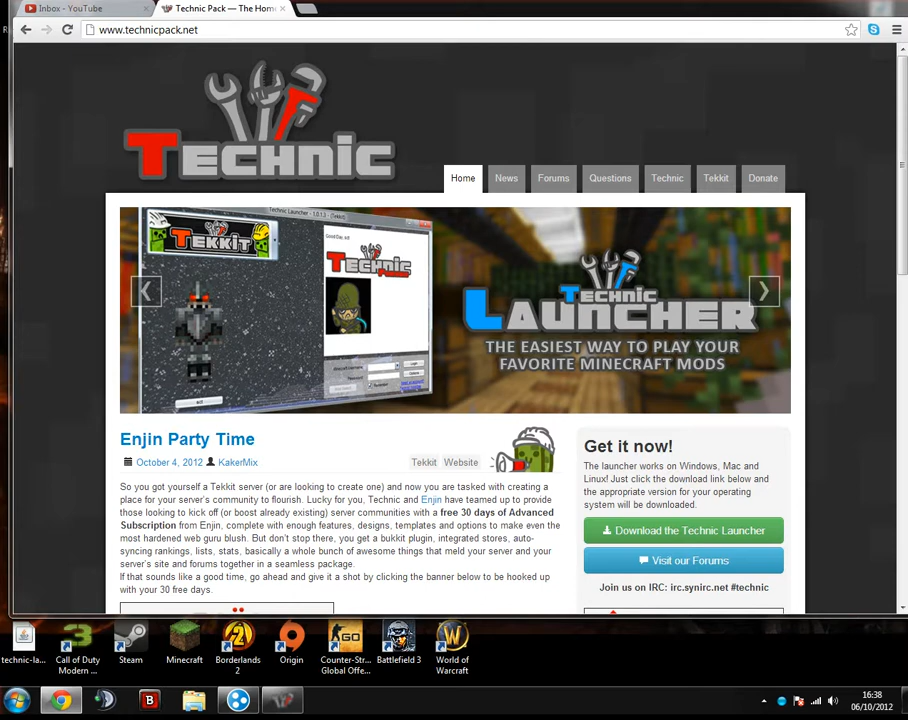 Inbox - YouTube
Technic Pack — The Hom
www.technicpack.net
TECHNIC
Home
News
Forums
Questions
Technic
Tekkit
Donate
Technic Launcher - 1.0.1.3 (Tekkit)
TEKKIT
TECHNIC
TECHNIC
LAUNCHER
THE EASIEST WAY TO PLAY YOUR
FAVORITE MINECRAFT MODS
Enjin Party Time
October 4, 2012 KakerMix
Tekkit Website
So you got yourself a Tekkit server (or are looking to create one) and now you are tasked with creating a
place for your server's community to flourish. Lucky for you, Technic and Enjin have teamed up to provide
those looking to kick off (or boost already existing) server communities with a free 30 days of Advanced
Subscription from Enjin, complete with enough features, designs, templates and options to make even the
most hardened web guru blush. But don't stop there, you get a bukkit plugin, integrated stores, auto-
syncing rankings, lists, stats, basically a whole bunch of awesome things that meld your server and your
server's site and forums together in a seamless package.
If that sounds like a good time, go ahead and give it a shot by clicking the banner below to be hooked up
with your 30 free days.
Get it now!
The launcher works on Windows, Mac and
Linux! Just click the download link below and
the appropriate version for your operating
system will be downloaded.
Download the Technic Launcher
Visit our Forums
Join us on IRC: irc.synirc.net #technic
technic-la...
Call of Duty
Modern ...
Steam
Minecraft
Borderlands
2
Origin
Counter-Str...
Global Offe...
Battlefield 3
World of
Warcraft
16:38
06/10/2012